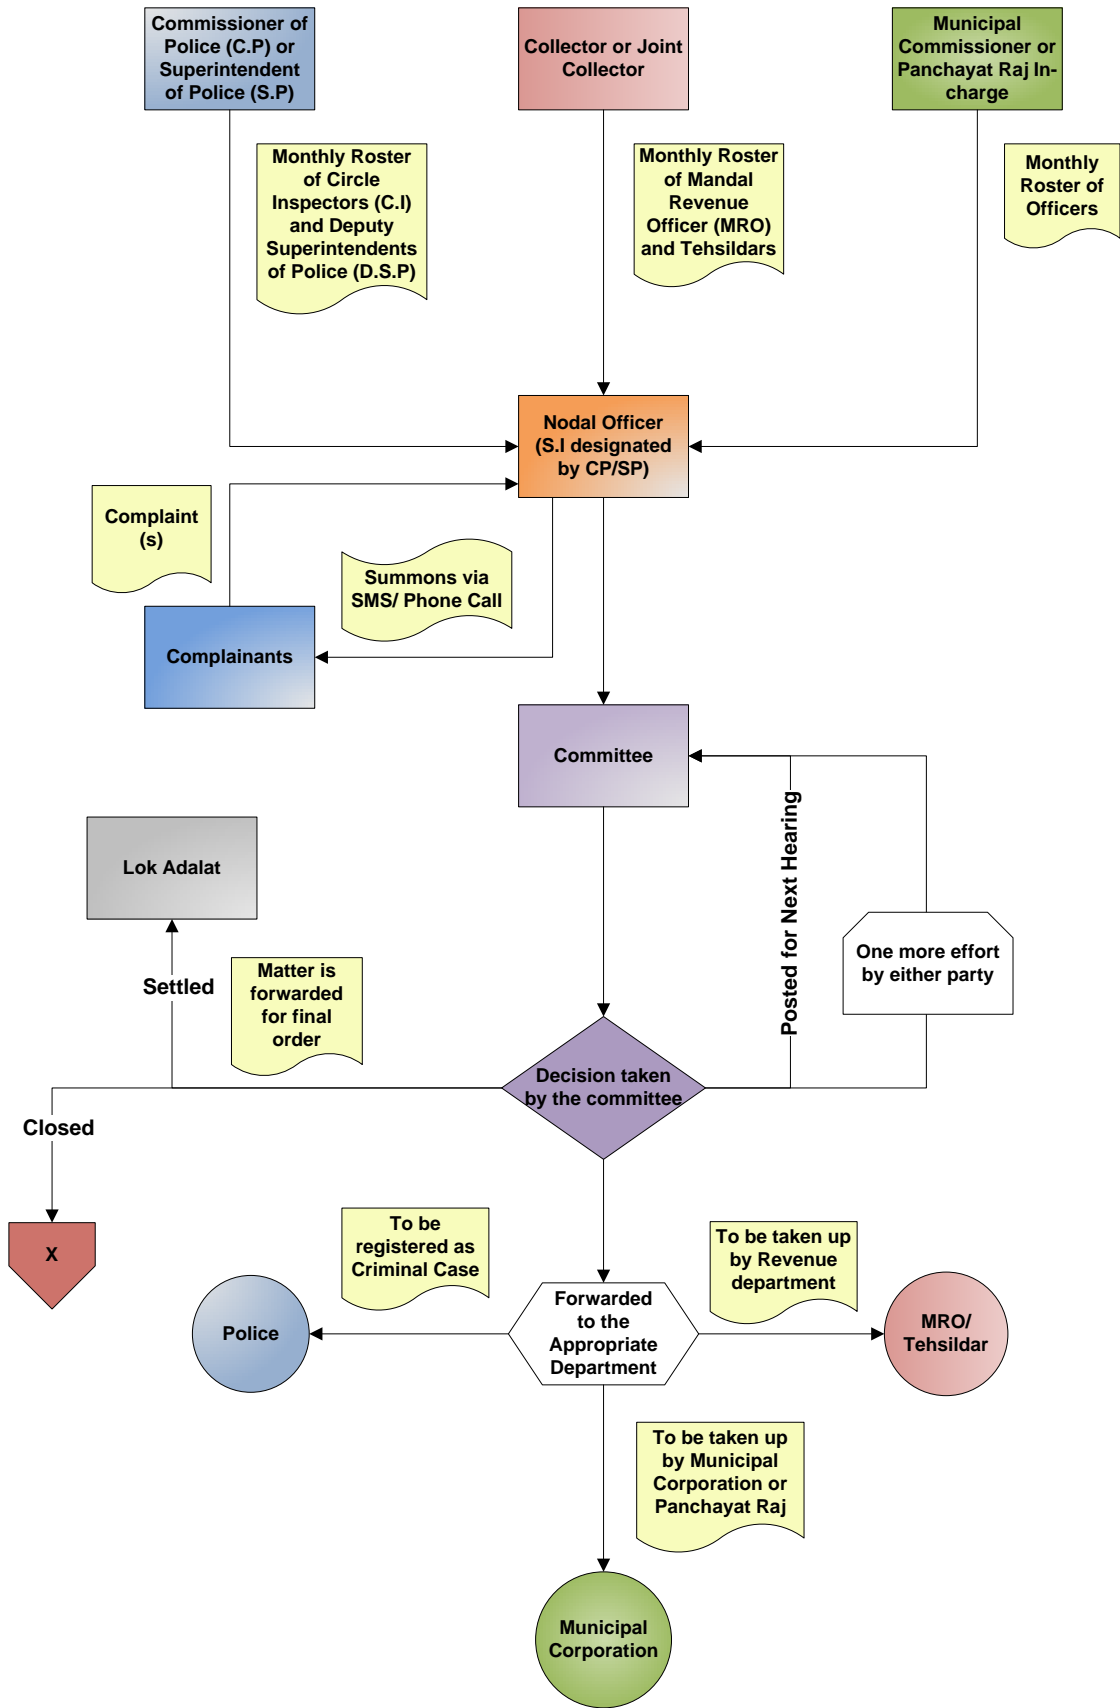 Commissioner of
Police (C.P) or
Superintendent
of Police (S.P)
Collector or Joint
Collector
Municipal
Commissioner or
Panchayat Raj In-
charge
Monthly Roster
of Circle
Inspectors (C.I)
and Deputy
Superintendents
of Police (D.S.P)
Monthly Roster
of Mandal
Revenue
Officer (MRO)
and Tehsildars
Monthly
Roster of
Officers
Nodal Officer
(S.I designated
by CP/SP)
Complaint
(s)
Summons via
SMS/ Phone Call
Complainants
Committee
Lok Adalat
Posted for Next Hearing
One more effort
by either party
Settled
Matter is
forwarded
for final
order
Decision taken
by the committee
Closed
X
To be
registered as
Criminal Case
To be taken up
by Revenue
department
Police
Forwarded
to the
Appropriate
Department
MRO/
Tehsildar
To be taken up
by Municipal
Corporation or
Panchayat Raj
Municipal
Corporation